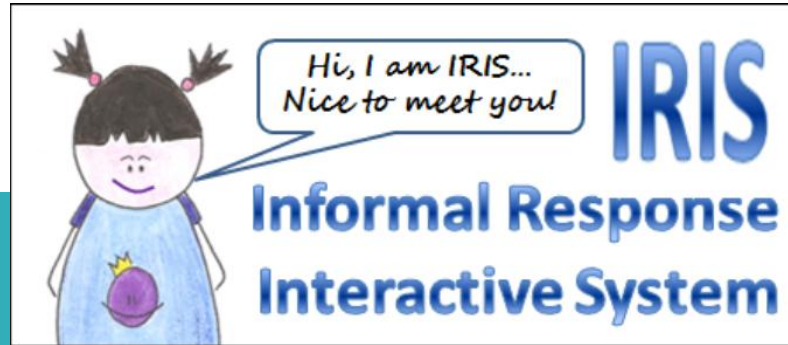 Hi, I am IRIS...
Nice to meet you!
IRIS
Informal Response
Interactive System